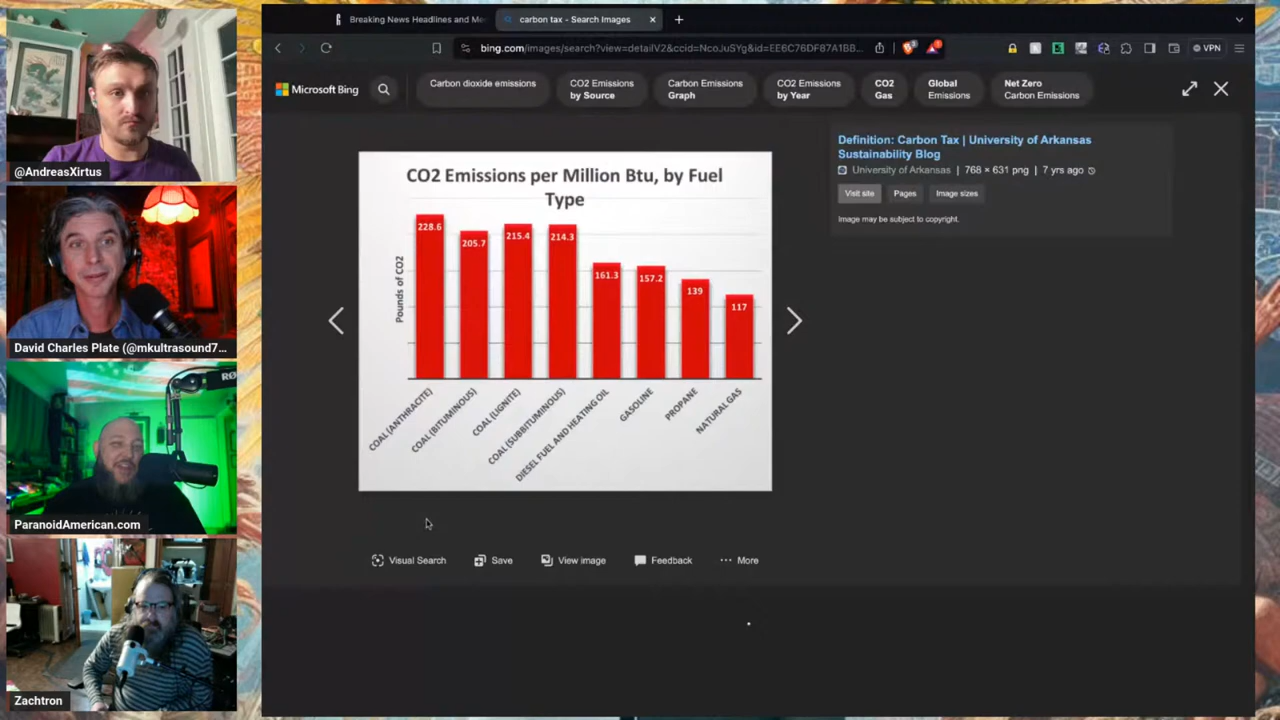 @AndreasXirtus
David Charles Plate (@mkultrasound7...
ParanoidAmerican.com
Zachtron
RØ
Breaking News Headlines and Me
carbon tax - Search Images
bing.com/images/search?view=detailV2&ccid=NcoJuSYg&id=EE6C76DF87A1BB...
VPN
Microsoft Bing
Carbon dioxide emissions
CO2 Emissions
by Source
Carbon Emissions
Graph
CO2 Emissions
by Year
CO2
Gas
Global
Emissions
Net Zero
Carbon Emissions
CO2 Emissions per Million Btu, by Fuel
Type
Pounds of CO2
228.6
205.7
215.4
214.3
161.3
157.2
139
117
COAL (ANTHRACITE)
COAL (BITUMINOUS)
COAL (LIGNITE)
COAL (SUBBITUMINOUS)
DIESEL FUEL AND HEATING OIL
GASOLINE
PROPANE
NATURAL GAS
Definition: Carbon Tax | University of Arkansas
Sustainability Blog
University of Arkansas | 768 × 631 png | 7 yrs ago
Visit site
Pages
Image sizes
Image may be subject to copyright.
Visual Search
Save
View image
Feedback
More